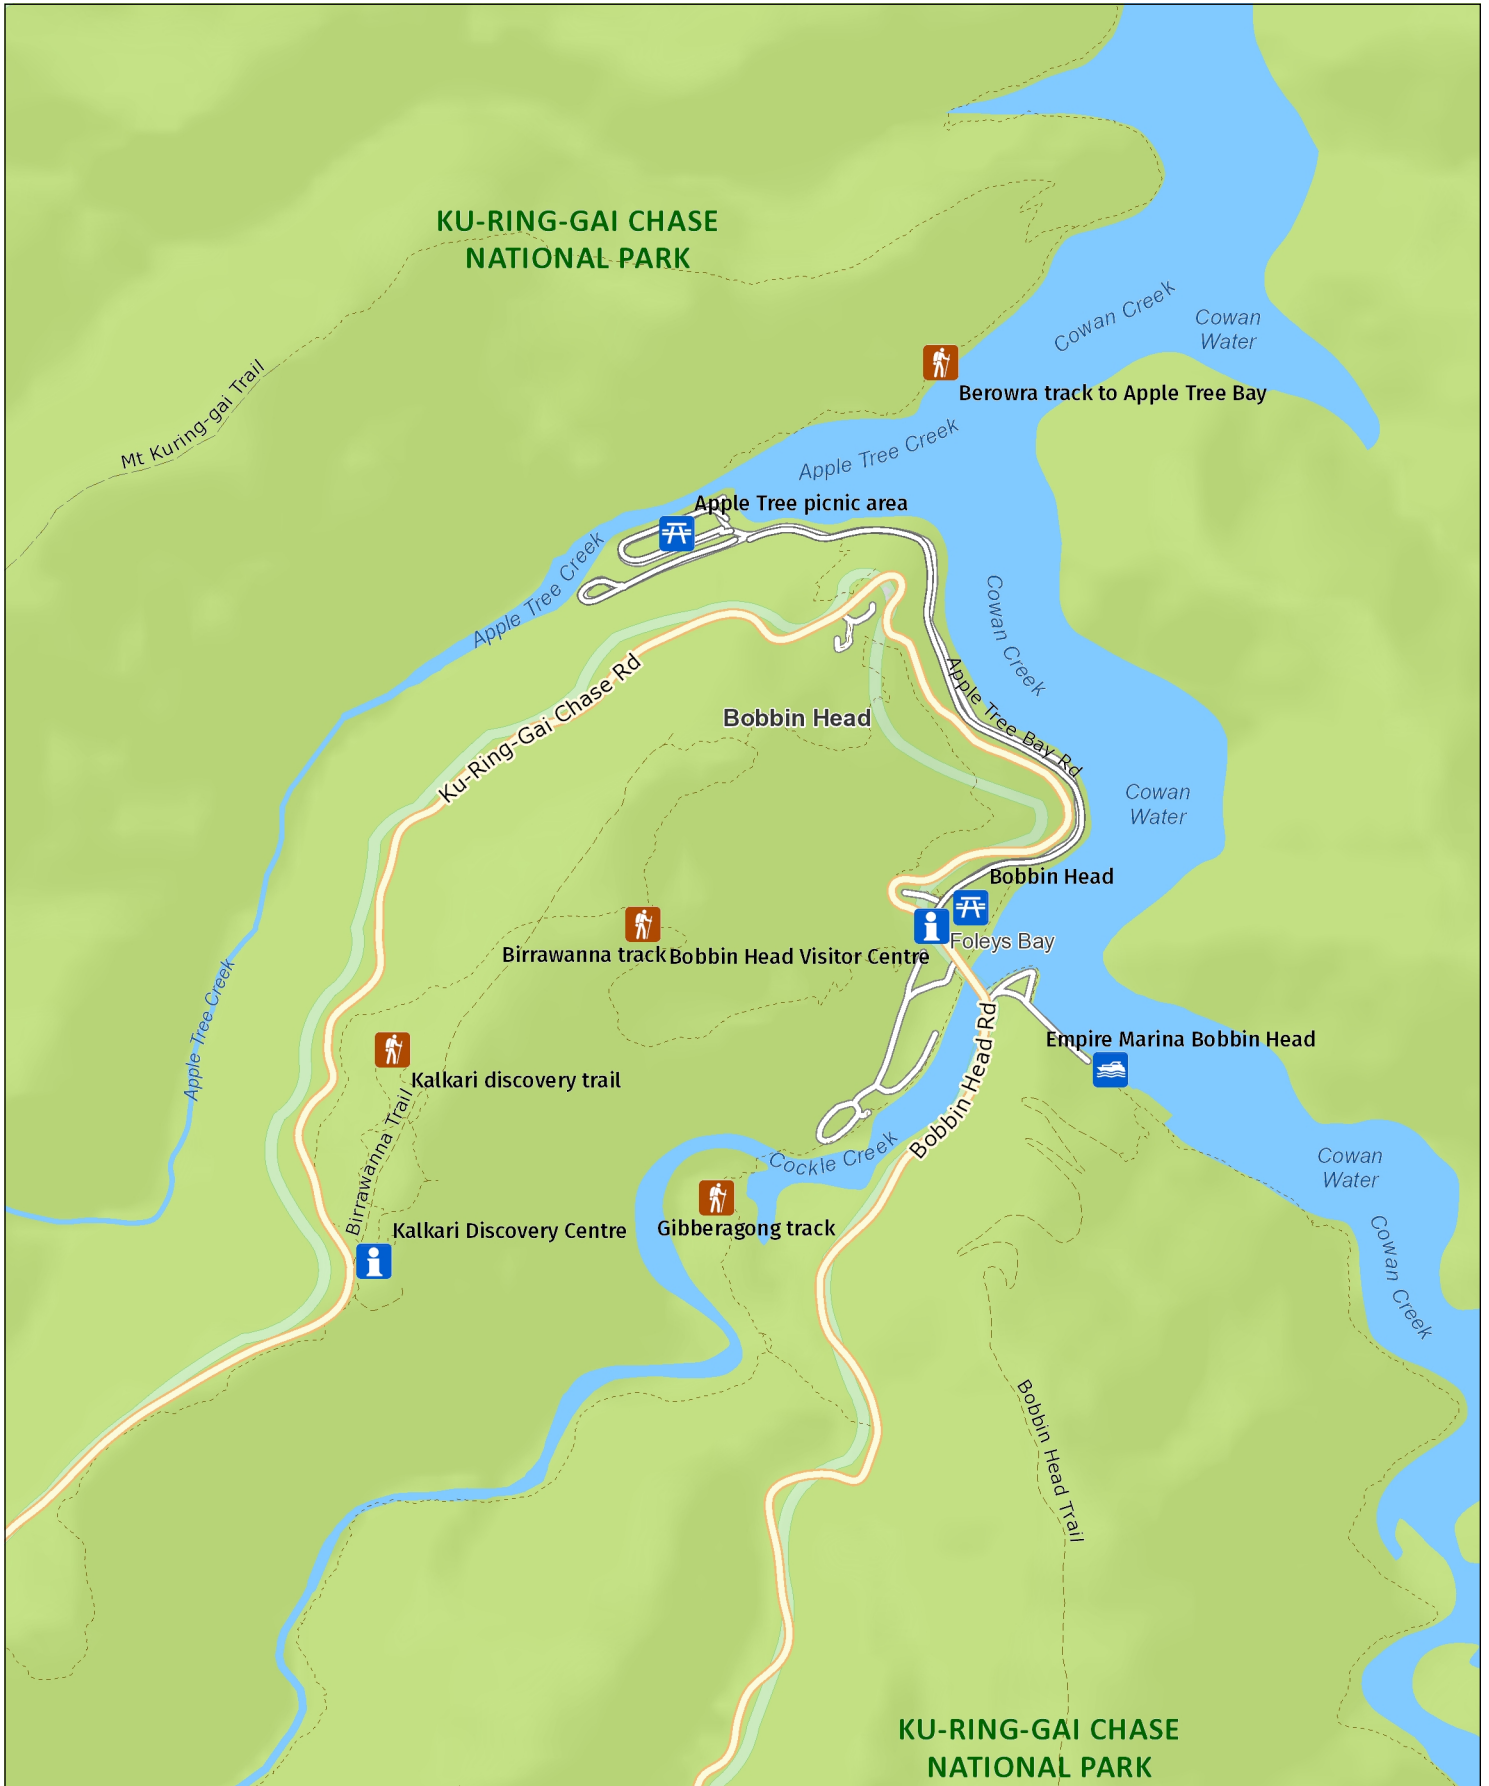 KU-RING-GAI CHASE
NATIONAL PARK
Cowan Creek
Cowan
Water
Mt Kuring-gai Trail
Berowra track to Apple Tree Bay
Apple Tree Creek
Apple Tree picnic area
Apple Tree Creek
Cowan Creek
Ku-Ring-Gai Chase Rd
Apple Tree Bay Rd
Bobbin Head
Cowan
Water
Bobbin Head
Foleys Bay
Birrawanna track
Bobbin Head Visitor Centre
Apple Tree Creek
Bobbin Head Rd
Empire Marina Bobbin Head
Kalkari discovery trail
Birrawanna Trail
Cockle Creek
Cowan
Water
Gibberagong track
Kalkari Discovery Centre
Cowan Creek
Bobbin Head Trail
KU-RING-GAI CHASE
NATIONAL PARK